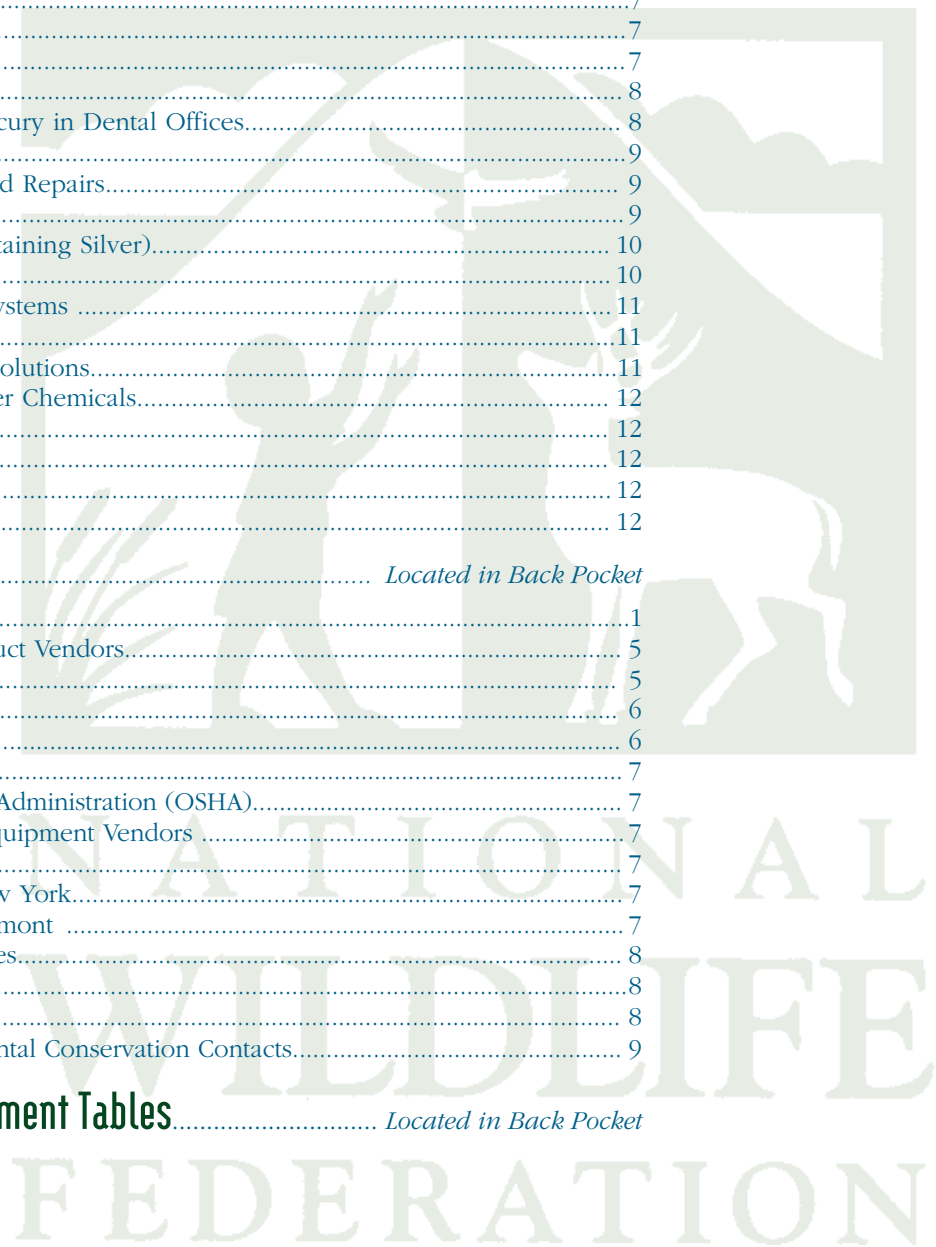 ..........7
..........7
..........7
..........8
cury in Dental Offices.......... 8
..........9
d Repairs.......... 9
..........9
taining Silver).......... 10
..........10
ystems ..........11
..........11
olutions..........11
er Chemicals.......... 12
.......... 12
.......... 12
.......... 12
.......... 12
.......... Located in Back Pocket
..........1
uct Vendors.......... 5
.......... 5
.......... 6
.......... 6
.......... 7
Administration (OSHA).......... 7
quipment Vendors ..........7
.......... 7
w York..........7
mont .......... 7
es.......... 8
..........8
.......... 8
ntal Conservation Contacts.......... 9
ment Tables.......... Located in Back Pocket
NATIONAL
WILDLIFE
FEDERATION